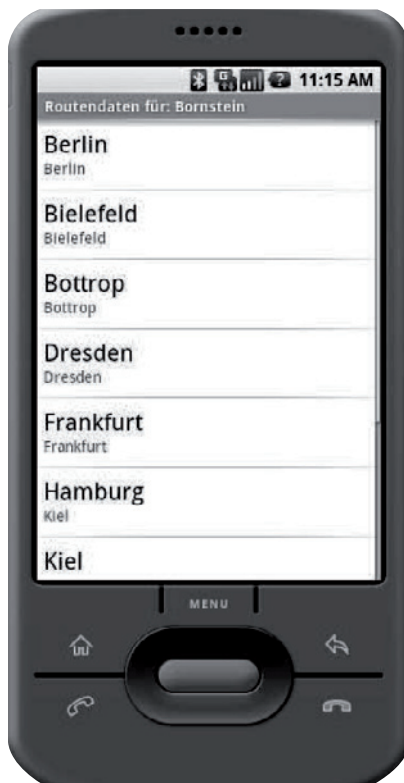 11:15 AM
Routendaten für: Bornstein
Berlin
Berlin
Bielefeld
Bielefeld
Bottrop
Bottrop
Dresden
Dresden
Frankfurt
Frankfurt
Hamburg
Kiel
Kiel
MENU